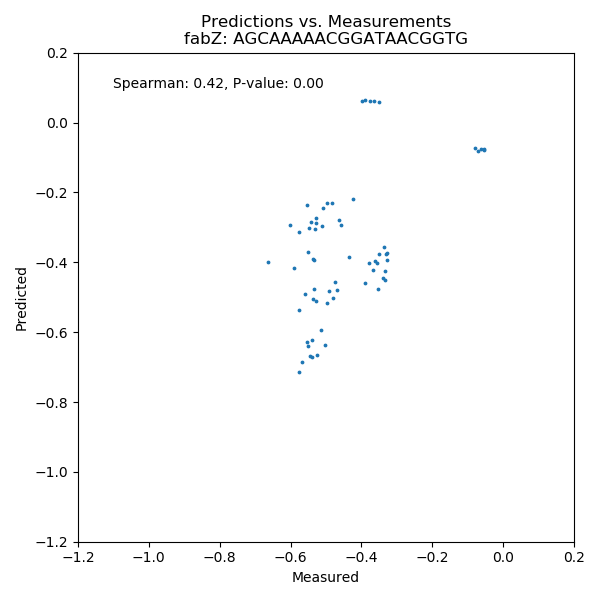 Predictions vs. Measurements
fabZ: AGCAAAAACGGATAACGGTG
Spearman: 0.42, P-value: 0.00
Predicted
0.2
0.0
−0.2
−0.4
−0.6
−0.8
−1.0
−1.2
−1.2 −1.0 −0.8 −0.6 −0.4 −0.2 0.0 0.2
Measured